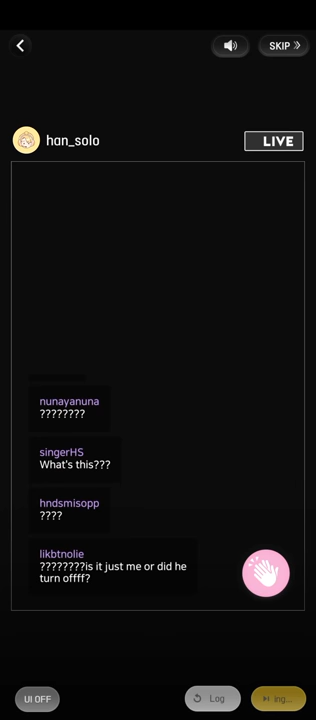 SKIP
han_solo
LIVE
nunayanuna
????????
singerHS
What's this???
hndsmisopp
????
likbtnolie
????????is it just me or did he
turn offff?
UI OFF
Log
ing...